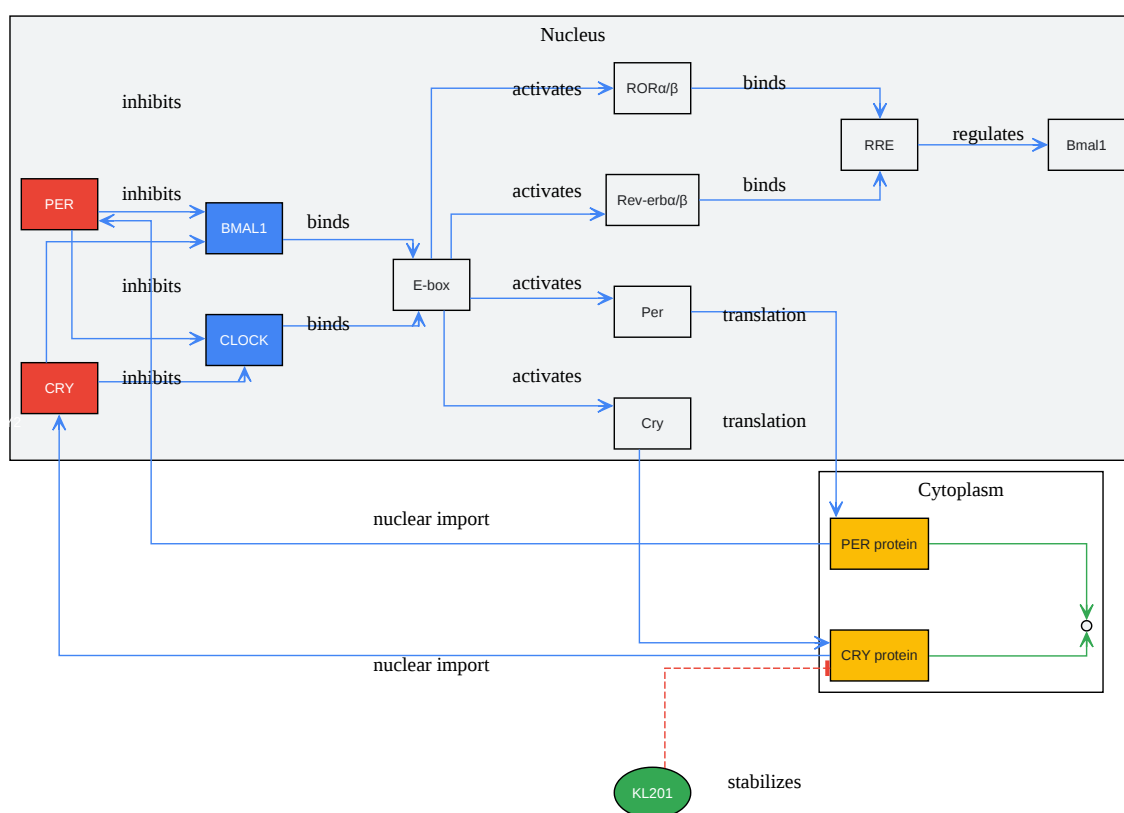 Nucleus
inhibits
activates
RORα/β
binds
RRE
regulates
Bmal1
PER
inhibits
BMAL1
binds
activates
Rev-erbα/β
binds
inhibits
E-box
activates
Per
translation
CLOCK
binds
CRY
inhibits
activates
Cry
translation
Cytoplasm
nuclear import
PER protein
nuclear import
CRY protein
KL201
stabilizes